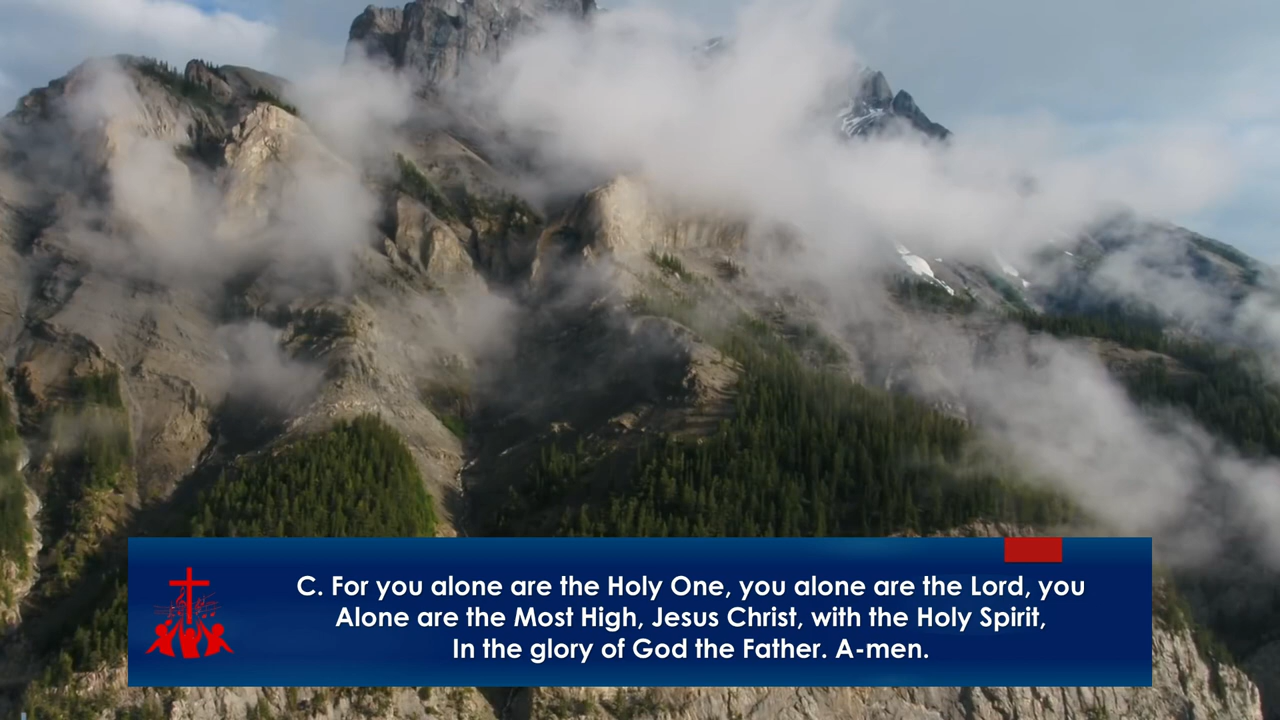 C. For you alone are the Holy One, you alone are the Lord, you
Alone are the Most High, Jesus Christ, with the Holy Spirit,
In the glory of God the Father. A-men.